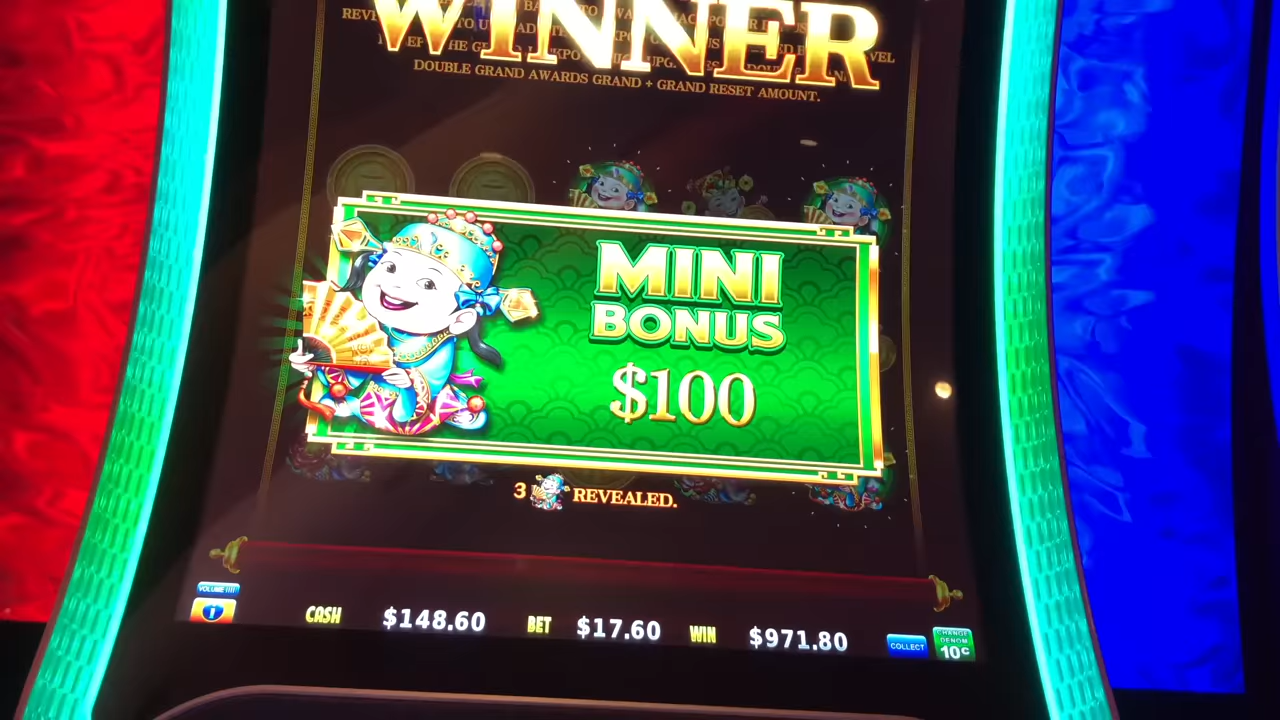 WINNER
DOUBLE GRAND AWARDS GRAND + GRAND RESET AMOUNT.
MINI
BONUS
$100
3 REVEALED.
VOLUME
CASH $148.60 BET $17.60 WIN $971.80
COLLECT
CHANGE
DENOM
10¢